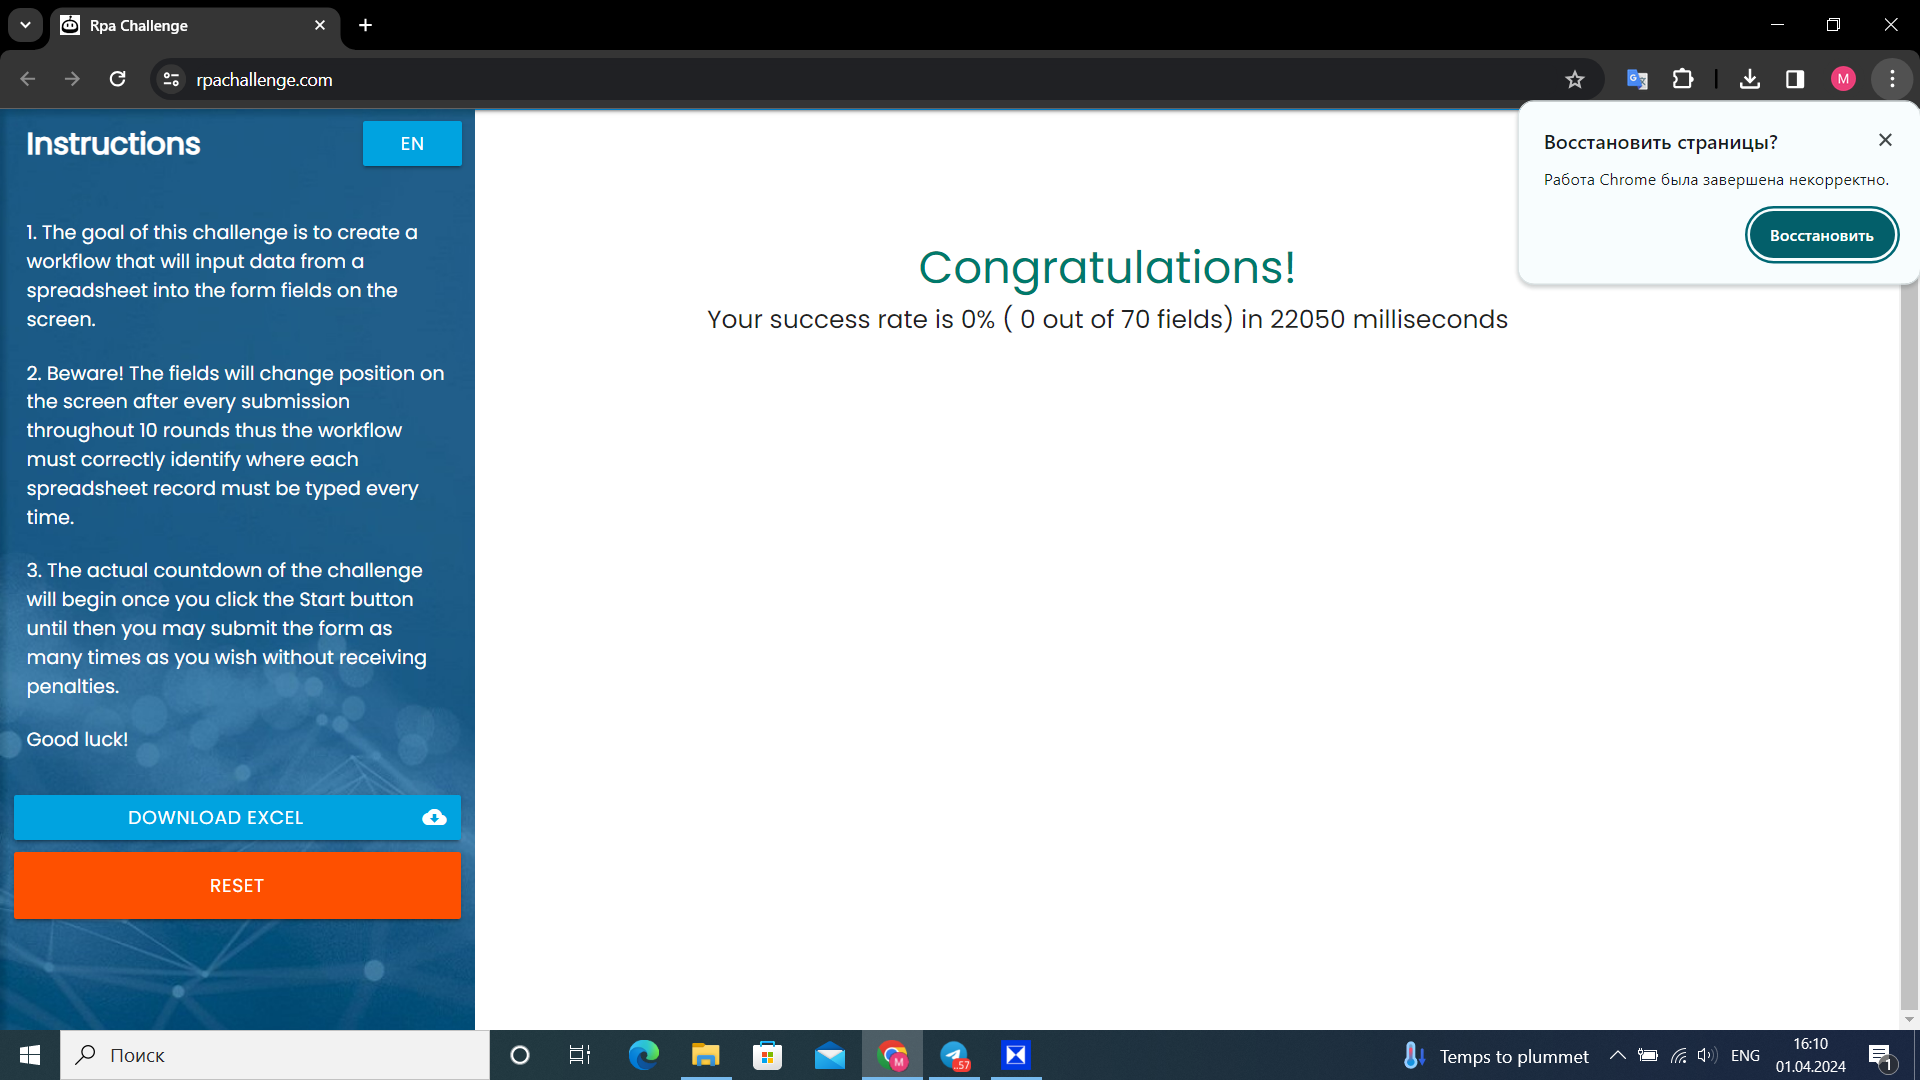 Rpa Challenge
rpachallenge.com
M
Instructions
EN
1. The goal of this challenge is to create a
workflow that will input data from a
spreadsheet into the form fields on the
screen.
2. Beware! The fields will change position on
the screen after every submission
throughout 10 rounds thus the workflow
must correctly identify where each
spreadsheet record must be typed every
time.
3. The actual countdown of the challenge
will begin once you click the Start button
until then you may submit the form as
many times as you wish without receiving
penalties.
Good luck!
DOWNLOAD EXCEL
RESET
Congratulations!
Your success rate is 0% ( 0 out of 70 fields) in 22050 milliseconds
Восстановить страницы?
Работа Chrome была завершена некорректно.
Восстановить
Поиск
M
..57
Temps to plummet
ENG
16:10
01.04.2024
1